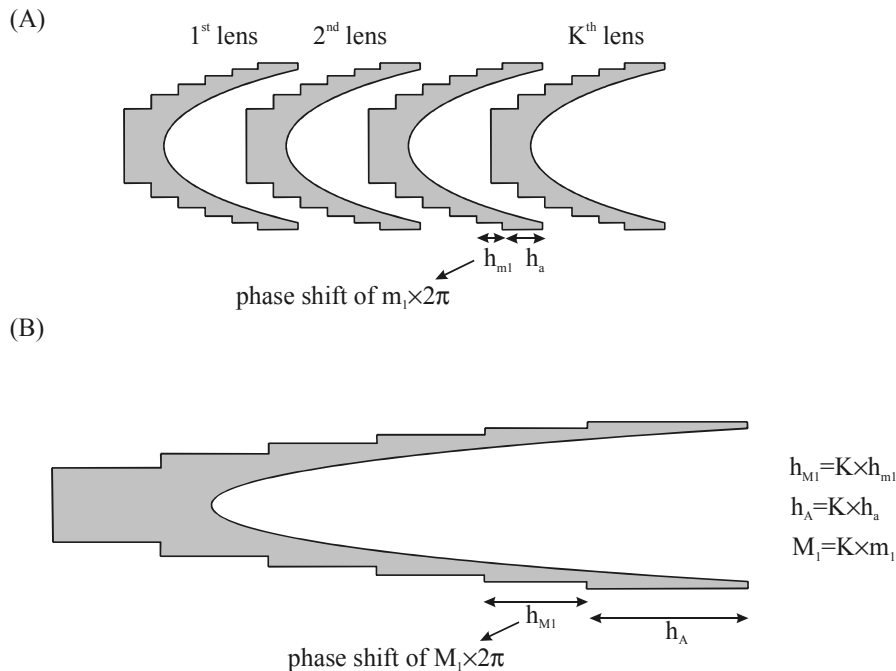 (A)
1st lens 2nd lens Kth lens
hm1 ha
phase shift of m1×2π
(B)
hM1=K×hm1
hA=K×ha
M1=K×m1
hM1 hA
phase shift of M1×2π